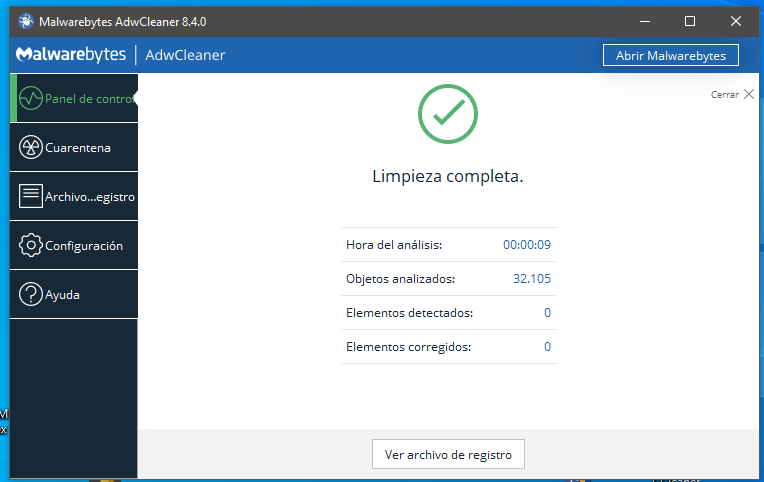 Malwarebytes AdwCleaner 8.4.0
Malwarebytes | AdwCleaner
Abrir Malwarebytes
Panel de contro
Cerrar
Cuarentena
Archivo...egistro
Configuración
Ayuda
Limpieza completa.
Hora del análisis: 00:00:09
Objetos analizados: 32.105
Elementos detectados: 0
Elementos corregidos: 0
Ver archivo de registro